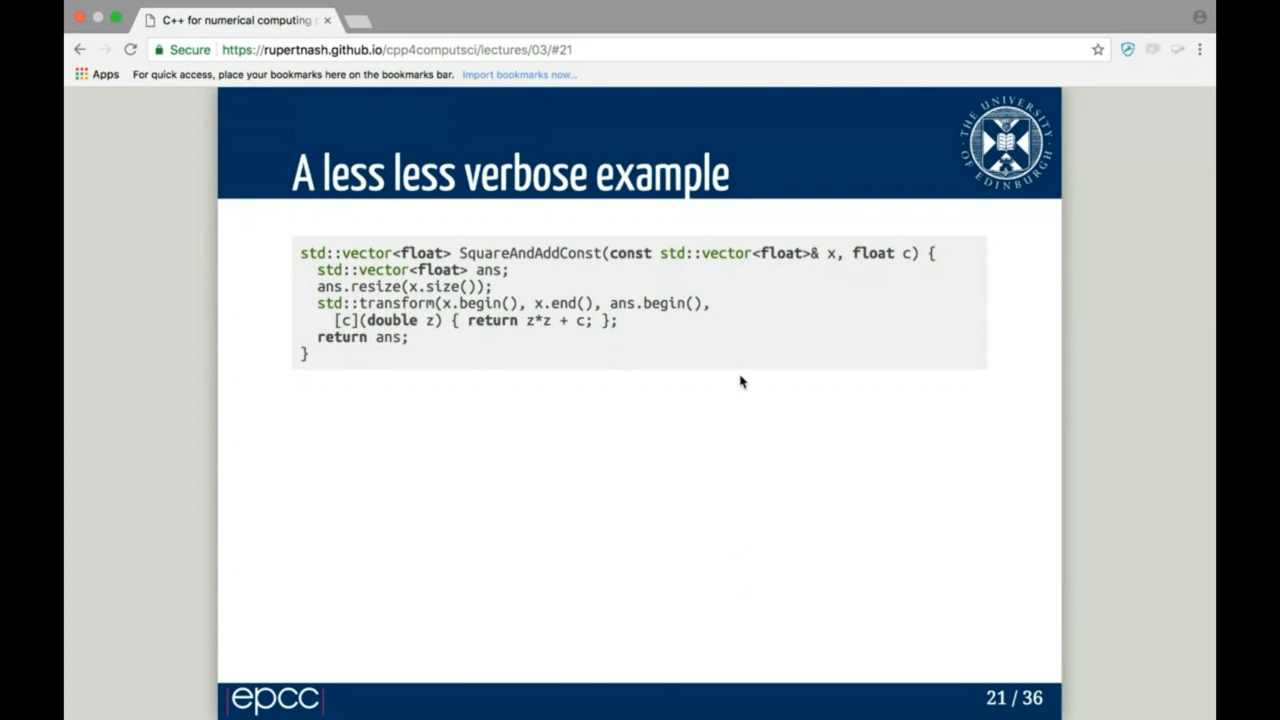 C++ for numerical computing
Secure https://rupertnash.github.io/cpp4computsci/lectures/03/#21
Apps For quick access, place your bookmarks here on the bookmarks bar. Import bookmarks now...
THE UNIVERSITY OF EDINBURGH
A less less verbose example
std::vector<float> SquareAndAddConst(const std::vector<float>& x, float c) {
  std::vector<float> ans;
  ans.resize(x.size());
  std::transform(x.begin(), x.end(), ans.begin(),
    [c](double z) { return z*z + c; };
  return ans;
}
epcc 21 / 36